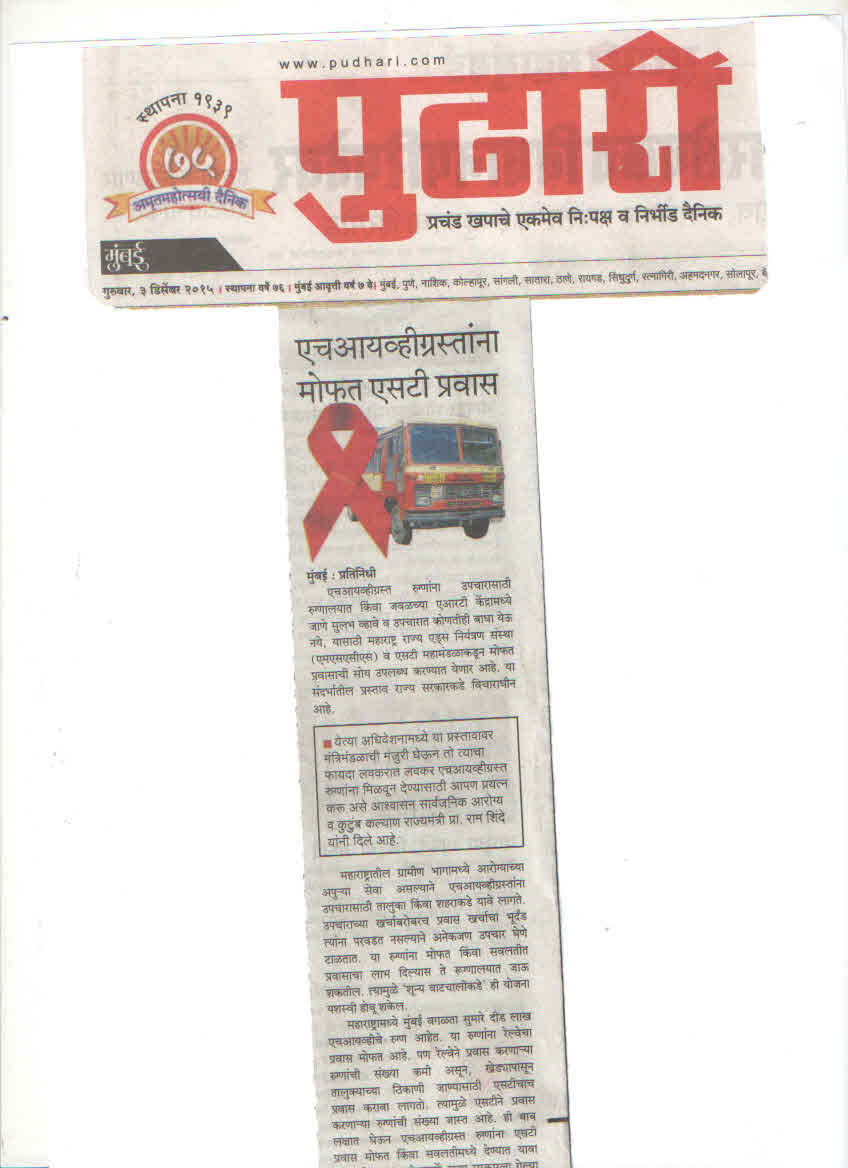 www.pudhari.com
स्थापना १९३९
७५
अमृतमहोत्सवी दैनिक
पुढारी
प्रचंड खपाचे एकमेव नि:पक्ष व निर्भीड दैनिक
मुंबई
गुरुवार, ३ डिसेंबर २०१५ । स्थापना वर्ष ७६ । मुंबई आवृत्ती वर्ष ७ वे। मुंबई, पुणे, नाशिक, कोल्हापूर, सांगली, सातारा, ठाणे, रायगड, सिंधुदुर्ग, रत्नागिरी, अहमदनगर, सोलापूर,
एचआयव्हीग्रस्तांना
मोफत एसटी प्रवास
मुंबई : प्रतिनिधी
एचआयव्हीग्रस्त रुग्णांना उपचारासाठी
रुग्णालयात किंवा जवळच्या एआरटी केंद्रामध्ये
जाणे सुलभ व्हावे व उपचारात कोणतीही बाधा येऊ
नये, यासाठी महाराष्ट्र राज्य एड्स नियंत्रण संस्था
(एमएसएसीएस) व एसटी महामंडळाकडून मोफत
प्रवासाची सोय उपलब्ध करण्यात येणार आहे. या
संदर्भातील प्रस्ताव राज्य सरकारकडे विचाराधीन
आहे.
■ येत्या अधिवेशनामध्ये या प्रस्तावावर
मंत्रिमंडळाची मंजुरी घेऊन तो त्याचा
फायदा लवकरात लवकर एचआयव्हीग्रस्त
रुग्णांना मिळवून देण्यासाठी आपण प्रयत्न
करू असे आश्वासन सार्वजनिक आरोग्य
व कुटुंब कल्याण राज्यमंत्री प्रा. राम शिंदे
यांनी दिले आहे.
महाराष्ट्रातील ग्रामीण भागामध्ये आरोग्याच्या
अपुऱ्या सेवा असल्याने एचआयव्हीग्रस्तांना
उपचारासाठी तालुका किंवा शहराकडे यावे लागते.
उपचाराच्या खर्चाबरोबरच प्रवास खर्चाचा भूर्दंड
त्यांना परवडत नसल्याने अनेकजण उपचार घेणे
टाळतात. या रुग्णांना मोफत किंवा सवलतीत
प्रवासाचा लाभ दिल्यास ते रुग्णालयात जाऊ
शकतील. त्यामुळे 'शून्य वाटचालीकडे' ही योजना
यशस्वी होवू शकेल.
महाराष्ट्रामध्ये मुंबई वगळता सुमारे दीड लाख
एचआयव्हीचे रुग्ण आहेत. या रुग्णांना रेल्वेचा
प्रवास मोफत आहे. पण रेल्वेने प्रवास करणाऱ्या
रुग्णांची संख्या कमी असून, खेड्यापासून
तालुक्याच्या ठिकाणी जाण्यासाठी एसटीचाच
प्रवास करावा लागतो. त्यामुळे एसटीने प्रवास
करणाऱ्या रुग्णांची संख्या जास्त आहे. ही बाब
लक्षात घेऊन एचआयव्हीग्रस्त रुग्णांना एसटी
प्रवास मोफत किंवा सवलतीमध्ये देण्यात यावा